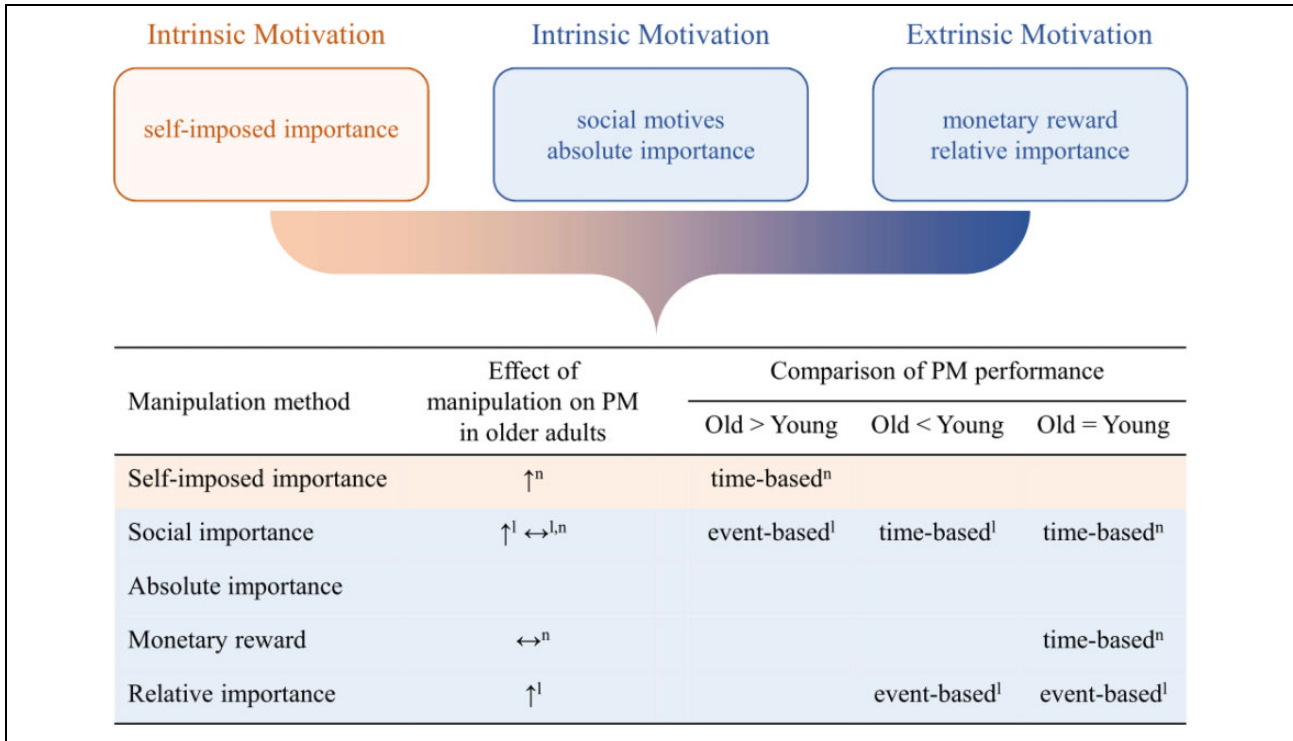 Intrinsic Motivation
Intrinsic Motivation
Extrinsic Motivation
self-imposed importance
social motives
absolute importance
monetary reward
relative importance
Manipulation method
Effect of
manipulation on PM
in older adults
Comparison of PM performance
Old > Young Old < Young Old = Young
Self-imposed importance ↑ⁿ time-basedⁿ
Social importance ↑ˡ ↔ˡ,ⁿ event-basedˡ time-basedˡ time-basedⁿ
Absolute importance
Monetary reward ↔ⁿ time-basedⁿ
Relative importance ↑ˡ event-basedˡ event-basedˡ